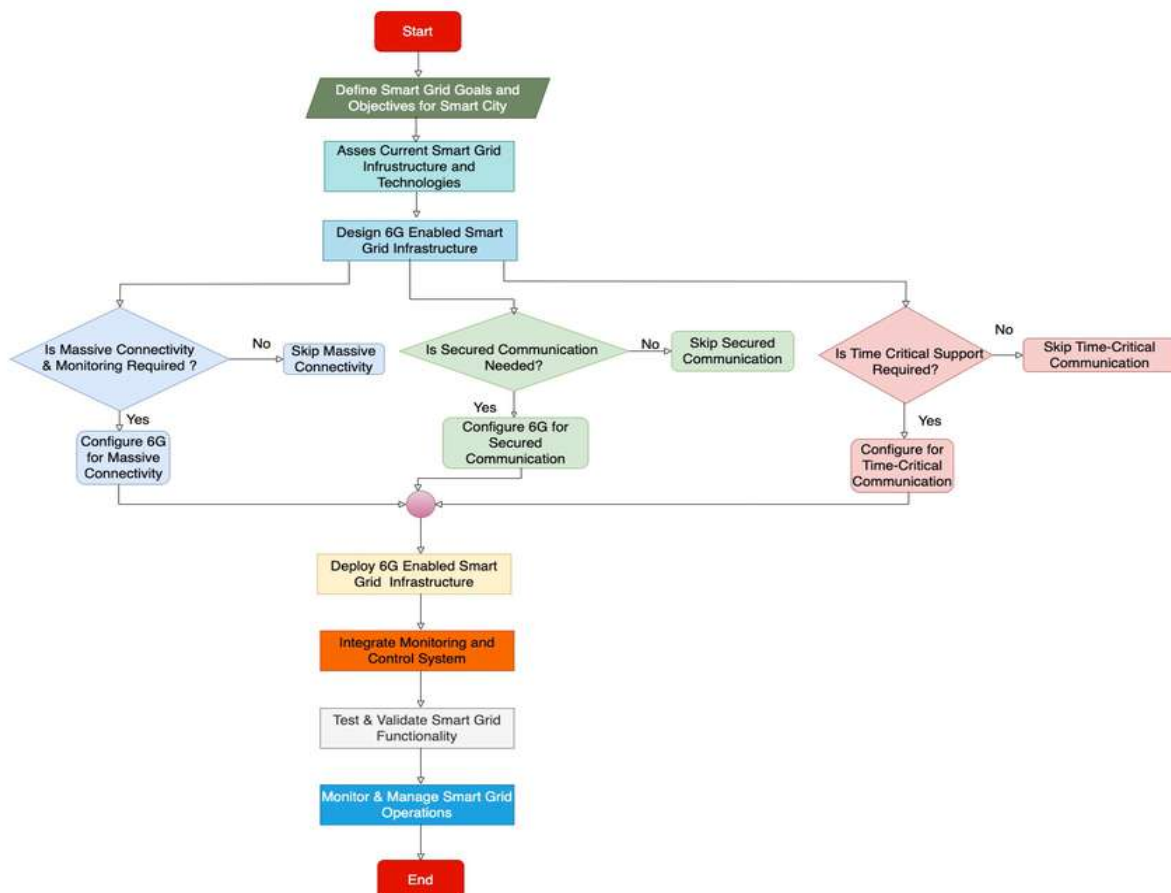 Start
Define Smart Grid Goals and
Objectives for Smart City
Asses Current Smart Grid
Infrustructure and
Technologies
Design 6G Enabled Smart
Grid Infrastructure
Is Massive Connectivity
& Monitoring Required ?
No
Skip Massive
Connectivity
Yes
Configure 6G
for Massive
Connectivity
Is Secured Communication
Needed?
No
Skip Secured
Communication
Yes
Configure 6G for
Secured
Communication
Is Time Critical Support
Required?
No
Skip Time-Critical
Communication
Yes
Configure for
Time-Critical
Communication
Deploy 6G Enabled Smart
Grid Infrastructure
Integrate Monitoring and
Control System
Test & Validate Smart Grid
Functionality
Monitor & Manage Smart Grid
Operations
End